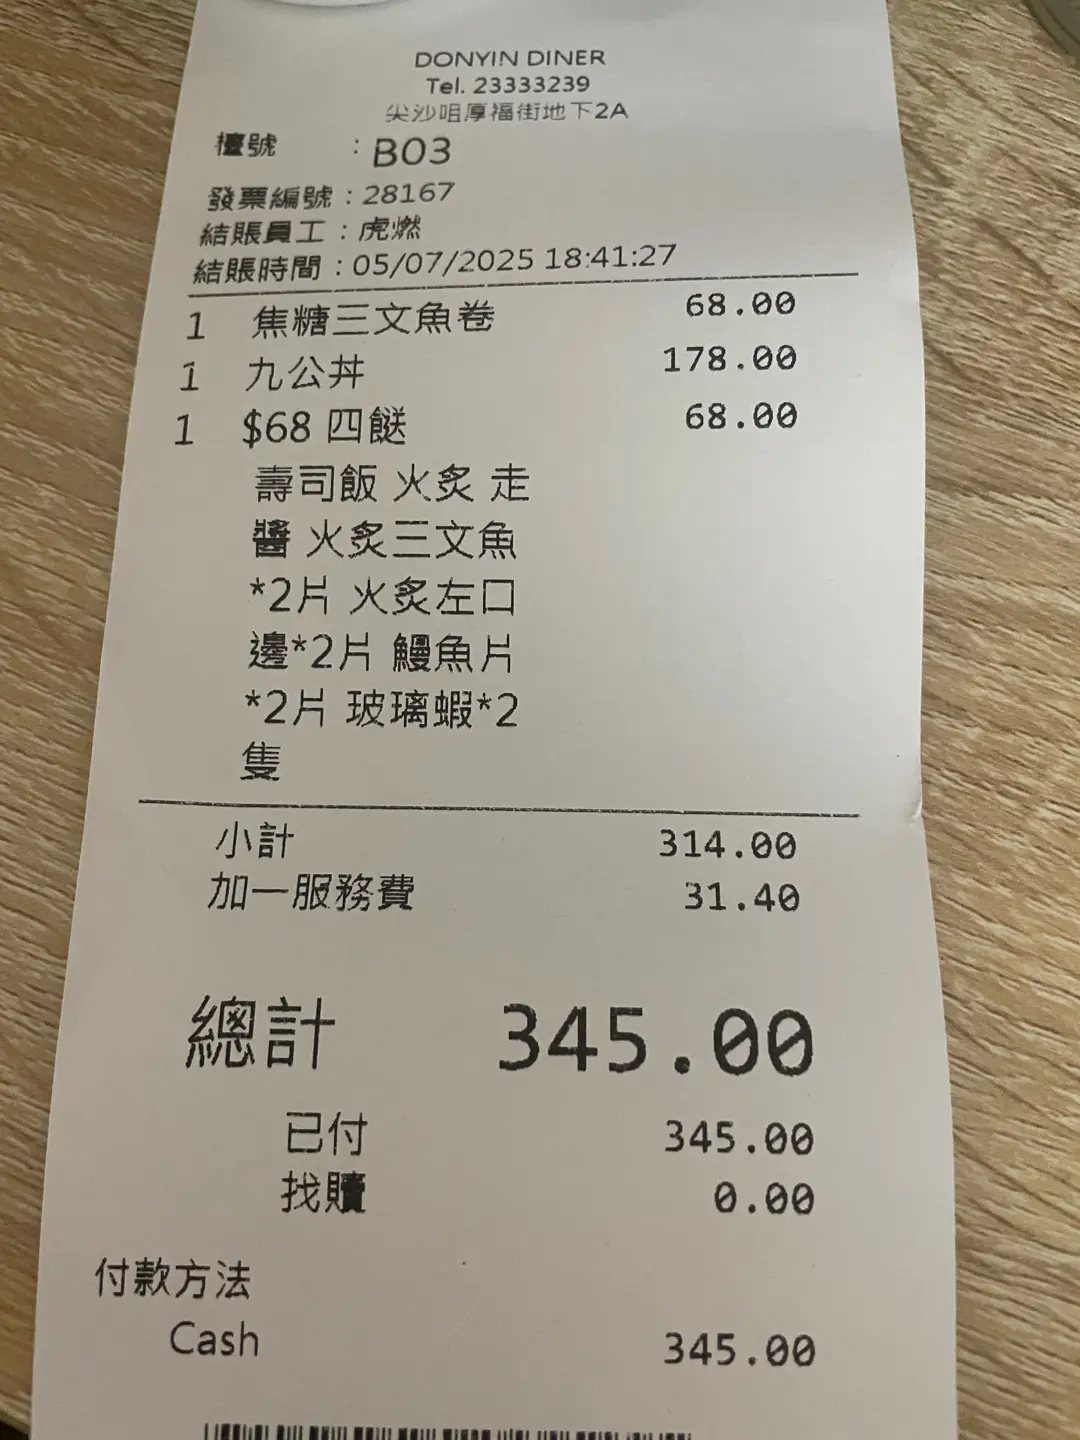 DONYIN DINER
Tel. 23333239
尖沙咀厚福街地下2A
檯號 : B03
發票編號 : 28167
結賬員工 : 虎燃
結賬時間 : 05/07/2025 18:41:27
1 焦糖三文魚卷 68.00
1 九公丼 178.00
1 $68 四餸 68.00
壽司飯 火炙 走
醬 火炙三文魚
*2片 火炙左口
邊*2片 鰻魚片
*2片 玻璃蝦*2
隻
小計 314.00
加一服務費 31.40
總計 345.00
已付 345.00
找贖 0.00
付款方法
Cash 345.00